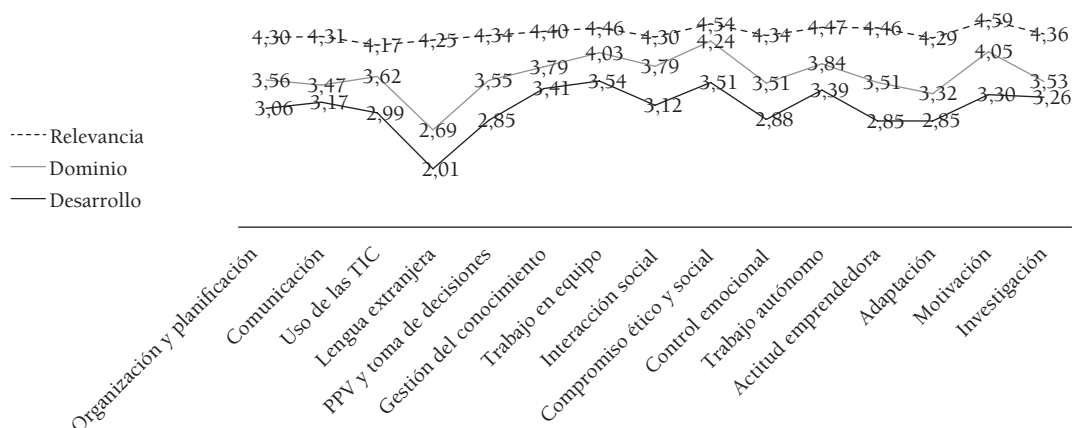 4,30 4,31 4,17 4,25 4,34 4,40 4,46 4,30 4,54 4,34 4,47 4,46 4,29 4,59 4,36
3,56 3,47 3,62 2,69 3,55 3,79 4,03 3,79 4,24 3,51 3,84 3,51 3,32 4,05 3,53
3,06 3,17 2,99 2,01 2,85 3,41 3,54 3,12 3,51 2,88 3,39 2,85 2,85 3,30 3,26
Relevancia
Dominio
Desarrollo
Organización y planificación
Comunicación
Uso de las TIC
Lengua extranjera
PPV y toma de decisiones
Gestión del conocimiento
Trabajo en equipo
Interacción social
Compromiso ético y social
Control emocional
Trabajo autónomo
Actitud emprendedora
Adaptación
Motivación
Investigación